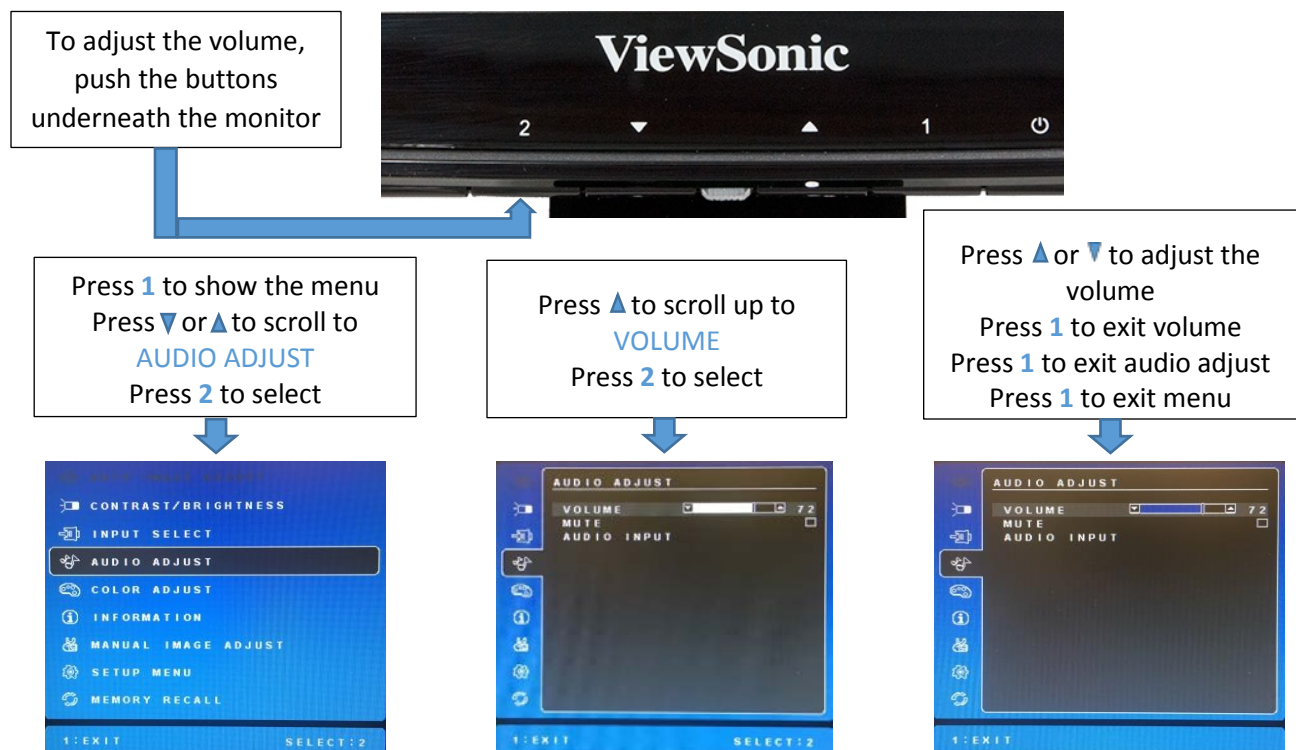 To adjust the volume,
push the buttons
underneath the monitor
ViewSonic
2 ▼ ▲ 1
Press 1 to show the menu
Press ▼ or ▲ to scroll to
AUDIO ADJUST
Press 2 to select
Press ▲ to scroll up to
VOLUME
Press 2 to select
Press ▲ or ▼ to adjust the
volume
Press 1 to exit volume
Press 1 to exit audio adjust
Press 1 to exit menu
CONTRAST/BRIGHTNESS
INPUT SELECT
AUDIO ADJUST
COLOR ADJUST
INFORMATION
MANUAL IMAGE ADJUST
SETUP MENU
MEMORY RECALL
1:EXIT SELECT:2
AUDIO ADJUST
VOLUME 72
MUTE
AUDIO INPUT
1:EXIT SELECT:2
AUDIO ADJUST
VOLUME 72
MUTE
AUDIO INPUT
1:EXIT